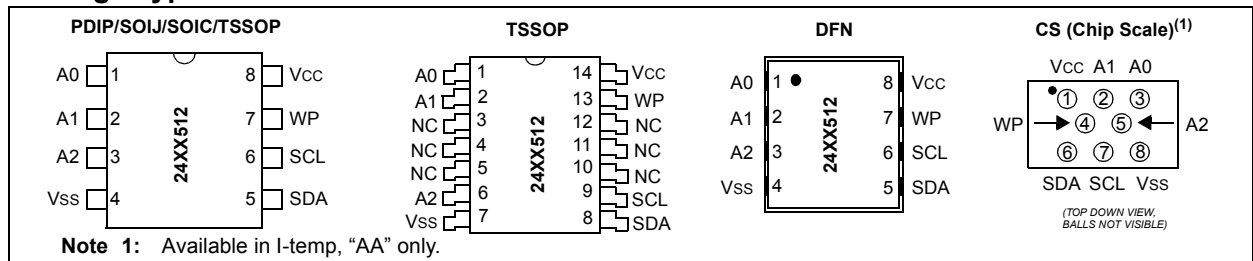 PDIP/SOIJ/SOIC/TSSOP
A0 1 8 VCC
A1 2 7 WP
A2 3 6 SCL
VSS 4 5 SDA
24XX512
TSSOP
A0 1 14 VCC
A1 2 13 WP
NC 3 12 NC
NC 4 11 NC
NC 5 10 NC
A2 6 9 SCL
VSS 7 8 SDA
24XX512
DFN
A0 1 8 VCC
A1 2 7 WP
A2 3 6 SCL
VSS 4 5 SDA
24XX512
CS (Chip Scale)(1)
VCC A1 A0
1 2 3
WP 4 5 A2
6 7 8
SDA SCL VSS
(TOP DOWN VIEW,
BALLS NOT VISIBLE)
Note 1: Available in I-temp, “AA” only.